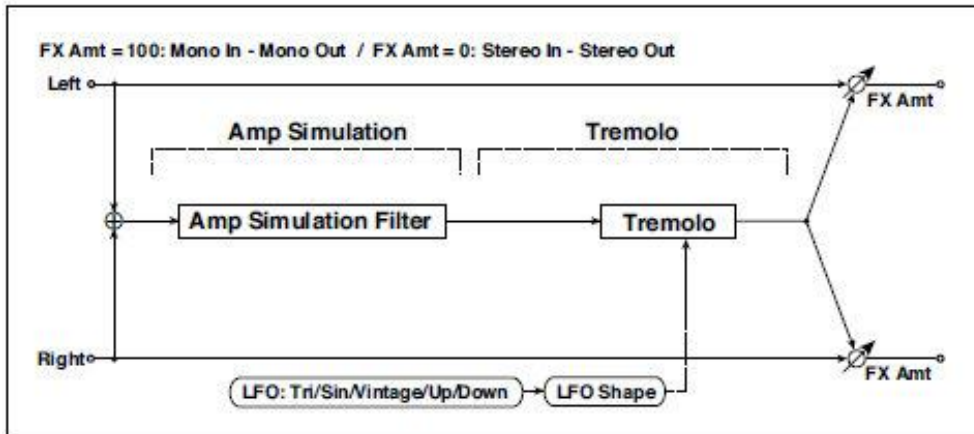 FX Amt = 100: Mono In - Mono Out / FX Amt = 0: Stereo In - Stereo Out
Left
FX Amt
Amp Simulation
Tremolo
Amp Simulation Filter
Tremolo
Right
FX Amt
LFO: Tri/Sin/Vintage/Up/Down
LFO Shape